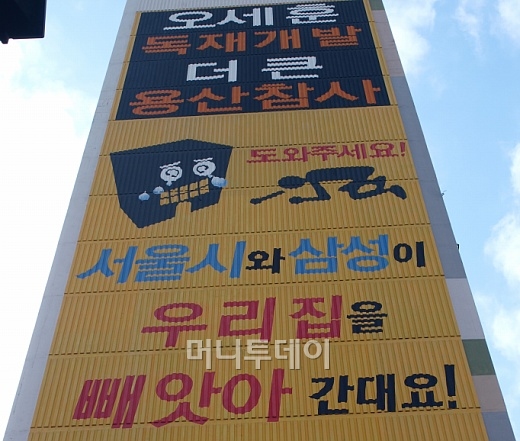 오세훈
독재개발
더 큰
용산참사
도와주세요!
서울시와 삼성이
우리집을
머니투데이
빼앗아 간대요!